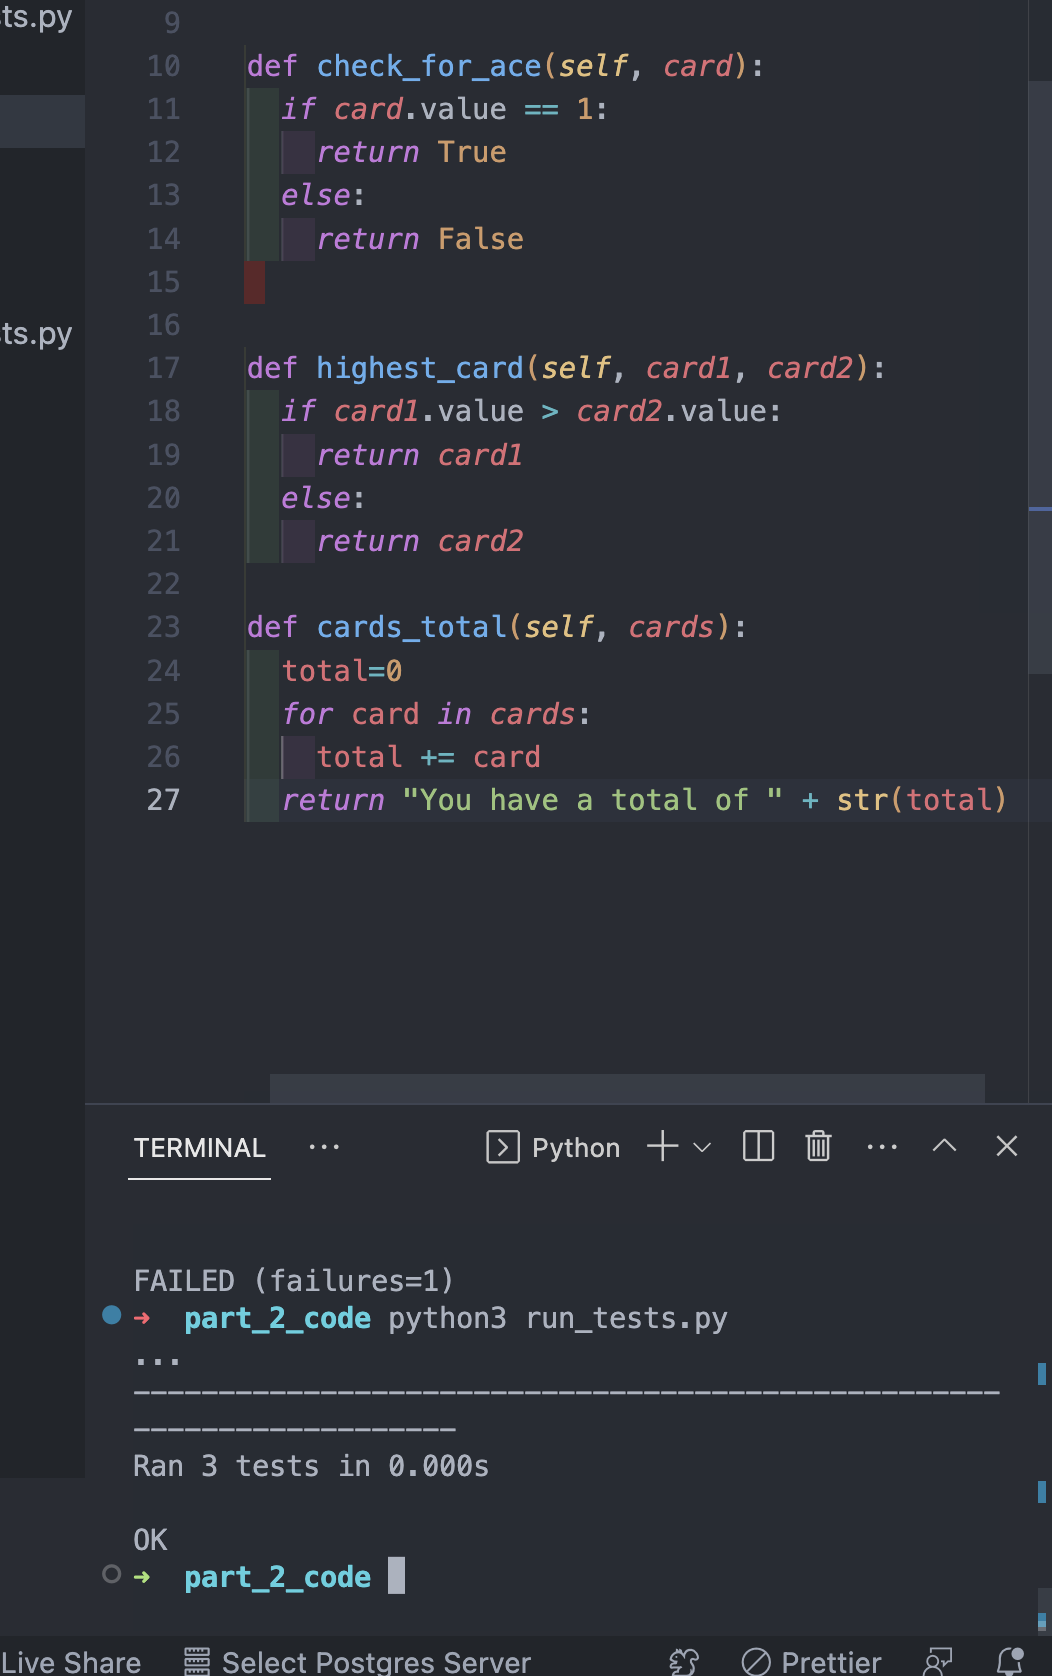 ts.py
9
10 def check_for_ace(self, card):
11 if card.value == 1:
12 return True
13 else:
14 return False
15
16
ts.py
17 def highest_card(self, card1, card2):
18 if card1.value > card2.value:
19 return card1
20 else:
21 return card2
22
23 def cards_total(self, cards):
24 total=0
25 for card in cards:
26 total += card
27 return "You have a total of " + str(total)
TERMINAL ... Python
FAILED (failures=1)
➜ part_2_code python3 run_tests.py
...
---------------------------------------------------
-------------------
Ran 3 tests in 0.000s
OK
➜ part_2_code
Live Share Select Postgres Server Prettier